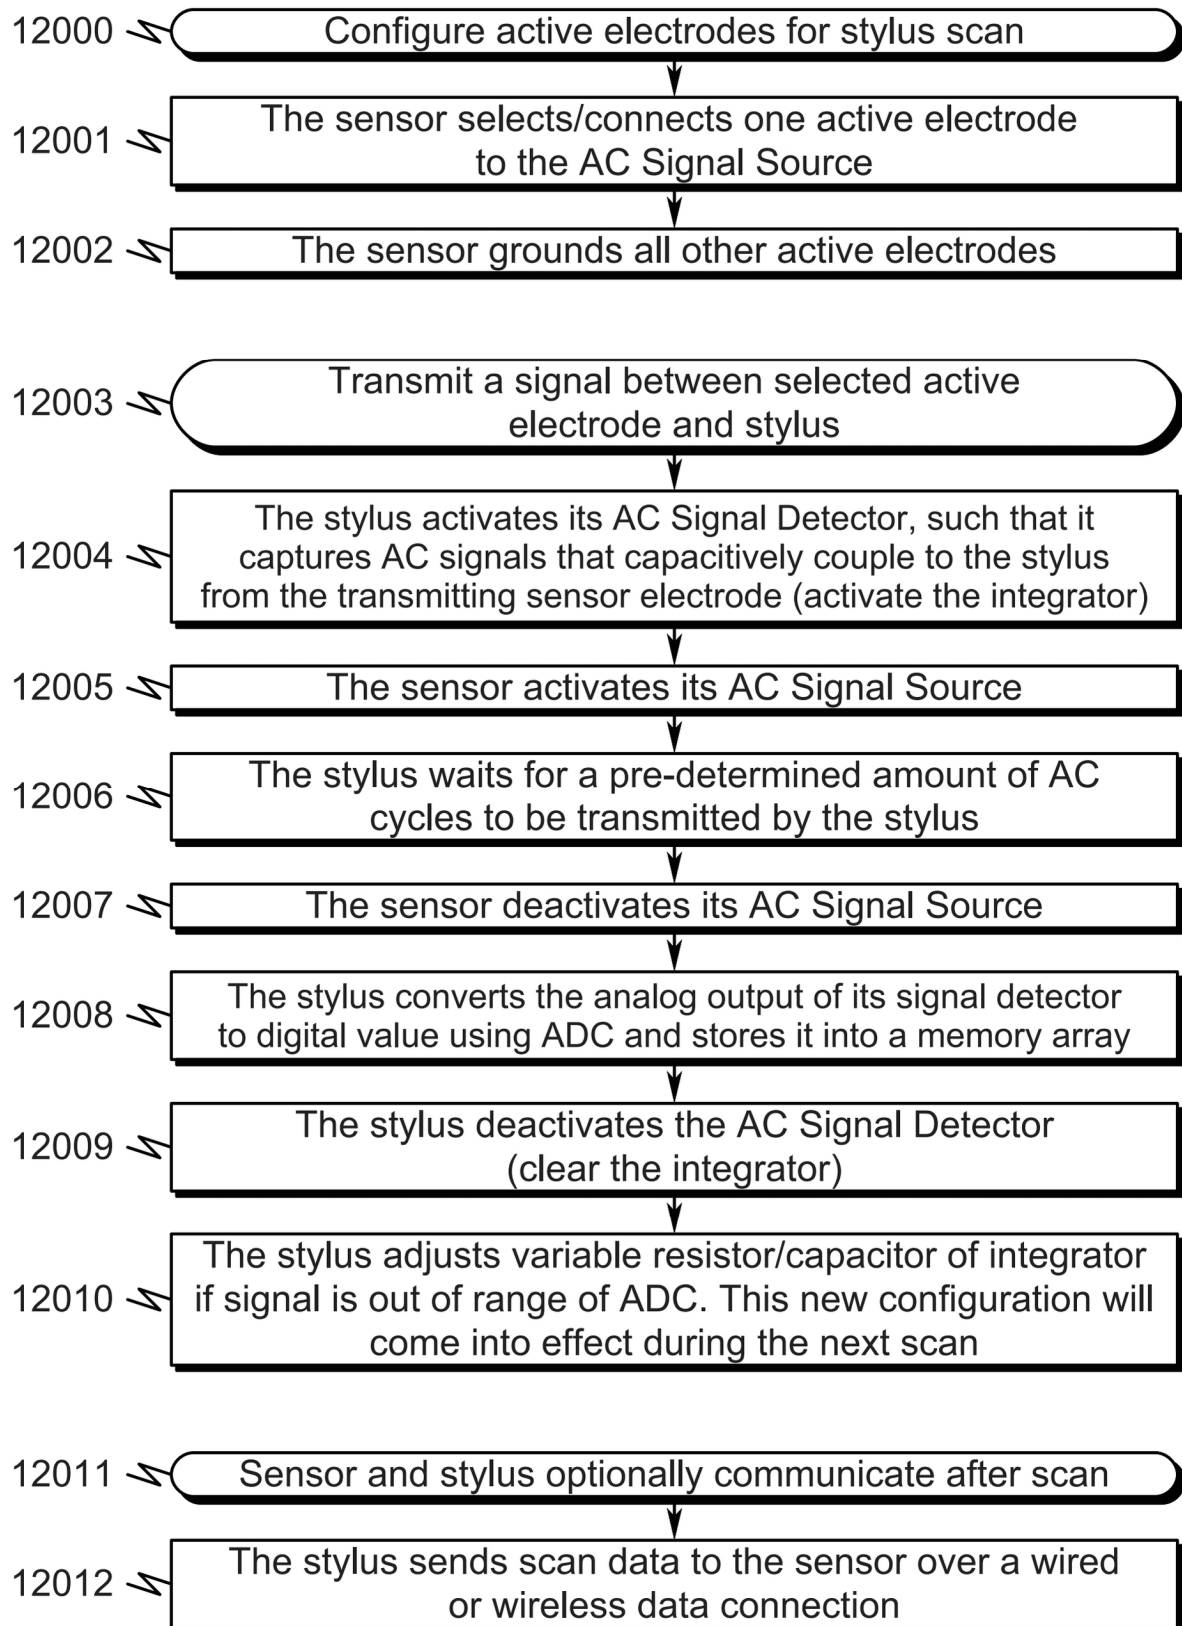 12000 Configure active electrodes for stylus scan
12001 The sensor selects/connects one active electrode
to the AC Signal Source
12002 The sensor grounds all other active electrodes
12003 Transmit a signal between selected active
electrode and stylus
12004 The stylus activates its AC Signal Detector, such that it
captures AC signals that capacitively couple to the stylus
from the transmitting sensor electrode (activate the integrator)
12005 The sensor activates its AC Signal Source
12006 The stylus waits for a pre-determined amount of AC
cycles to be transmitted by the stylus
12007 The sensor deactivates its AC Signal Source
12008 The stylus converts the analog output of its signal detector
to digital value using ADC and stores it into a memory array
12009 The stylus deactivates the AC Signal Detector
(clear the integrator)
12010 The stylus adjusts variable resistor/capacitor of integrator
if signal is out of range of ADC. This new configuration will
come into effect during the next scan
12011 Sensor and stylus optionally communicate after scan
12012 The stylus sends scan data to the sensor over a wired
or wireless data connection